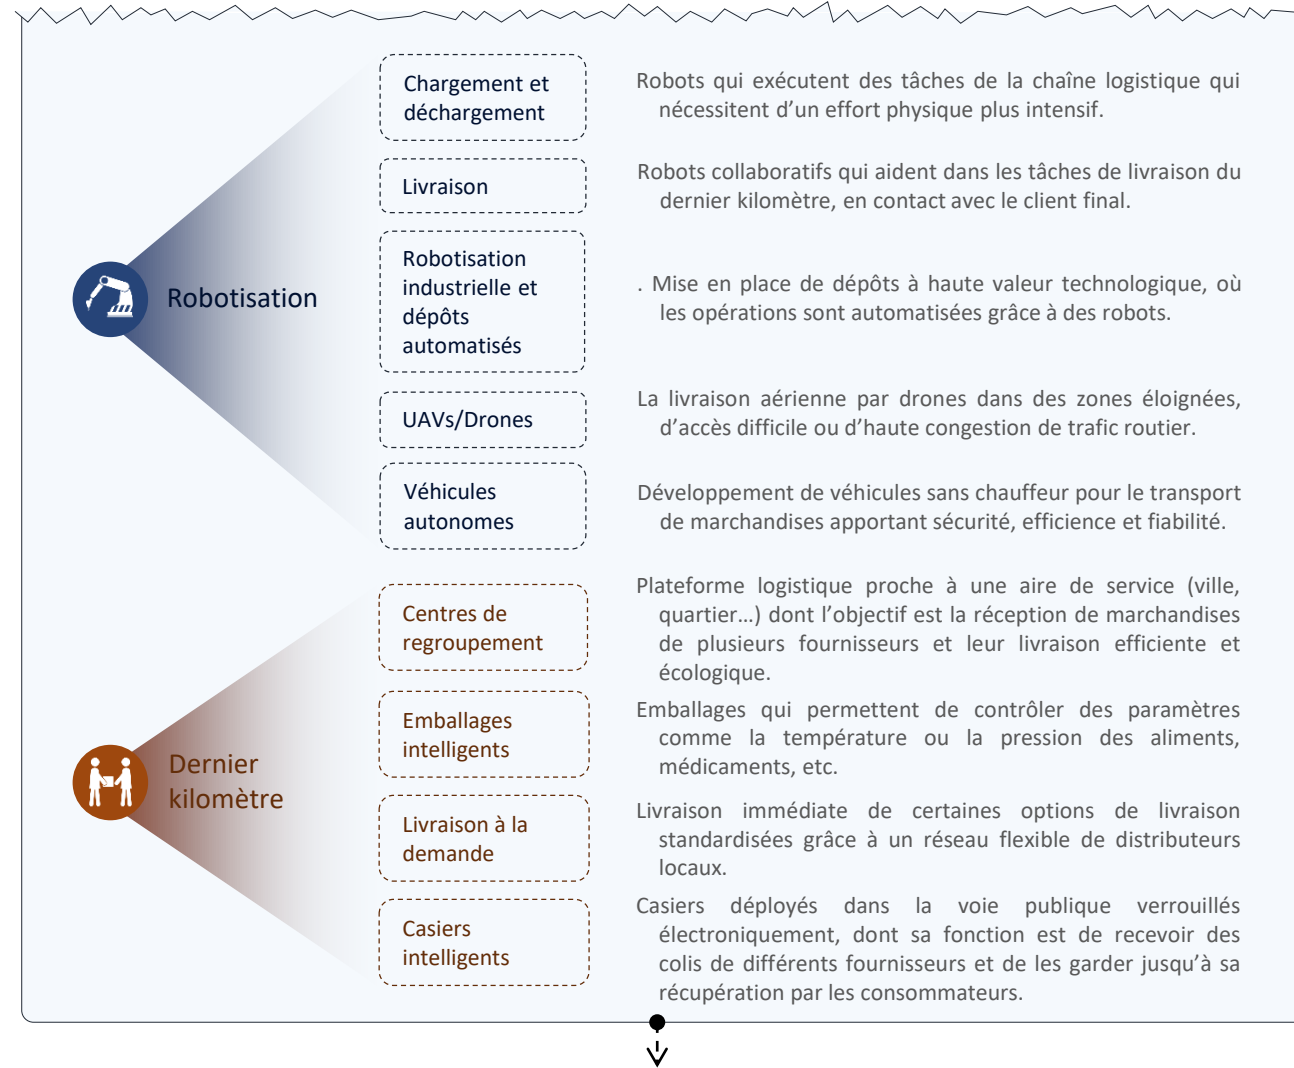 Robotisation
Chargement et
déchargement
Robots qui exécutent des tâches de la chaîne logistique qui
nécessitent d’un effort physique plus intensif.
Livraison
Robots collaboratifs qui aident dans les tâches de livraison du
dernier kilomètre, en contact avec le client final.
Robotisation
industrielle et
dépôts
automatisés
. Mise en place de dépôts à haute valeur technologique, où
les opérations sont automatisées grâce à des robots.
UAVs/Drones
La livraison aérienne par drones dans des zones éloignées,
d’accès difficile ou d’haute congestion de trafic routier.
Véhicules
autonomes
Développement de véhicules sans chauffeur pour le transport
de marchandises apportant sécurité, efficience et fiabilité.
Dernier
kilomètre
Centres de
regroupement
Plateforme logistique proche à une aire de service (ville,
quartier…) dont l’objectif est la réception de marchandises
de plusieurs fournisseurs et leur livraison efficiente et
écologique.
Emballages
intelligents
Emballages qui permettent de contrôler des paramètres
comme la température ou la pression des aliments,
médicaments, etc.
Livraison à la
demande
Livraison immédiate de certaines options de livraison
standardisées grâce à un réseau flexible de distributeurs
locaux.
Casiers
intelligents
Casiers déployés dans la voie publique verrouillés
électroniquement, dont sa fonction est de recevoir des
colis de différents fournisseurs et de les garder jusqu’à sa
récupération par les consommateurs.